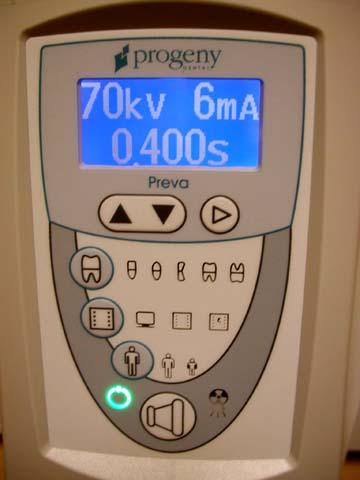 progeny
DENTAL
70kv 6mA
0.400s
Preva